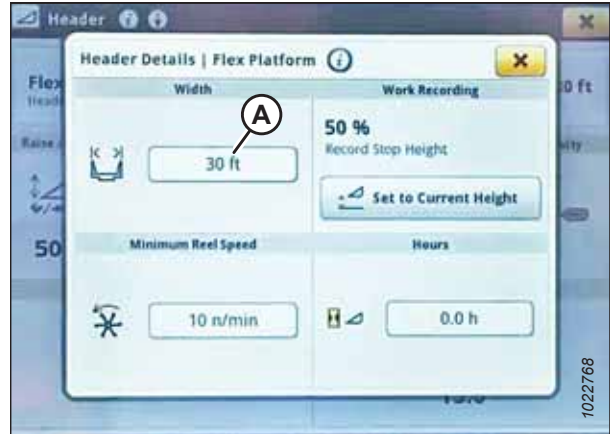 Header
Header Details | Flex Platform
Width
Work Recording
A
50 %
Record Stop Height
30 ft
Set to Current Height
Minimum Reel Speed
Hours
10 n/min
0.0 h
Flex
0 ft
Raise
ity
50
1022768